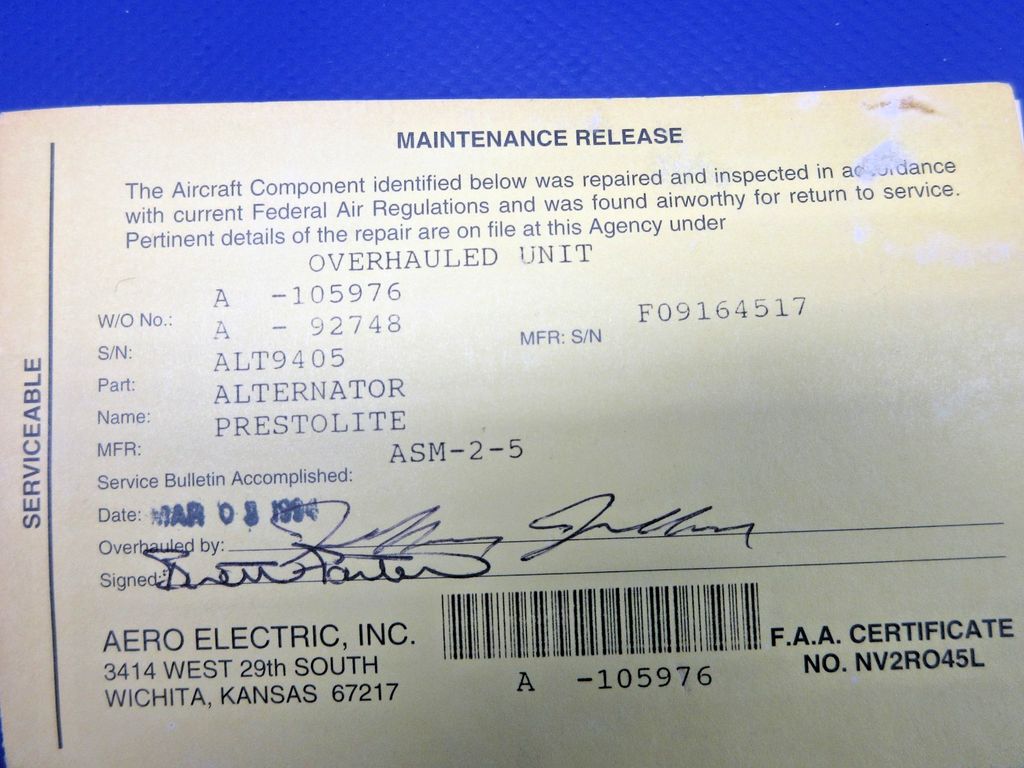 MAINTENANCE RELEASE
The Aircraft Component identified below was repaired and inspected in accordance
with current Federal Air Regulations and was found airworthy for return to service.
Pertinent details of the repair are on file at this Agency under
OVERHAULED UNIT
W/O No.: A -105976
S/N: A - 92748 MFR: S/N F09164517
Part: ALT9405
Name: ALTERNATOR
MFR: PRESTOLITE
Service Bulletin Accomplished: ASM-2-5
Date: MAR 03
Overhauled by:
Signed:
SERVICEABLE
AERO ELECTRIC, INC.
3414 WEST 29th SOUTH
WICHITA, KANSAS 67217
A -105976
F.A.A. CERTIFICATE
NO. NV2RO45L